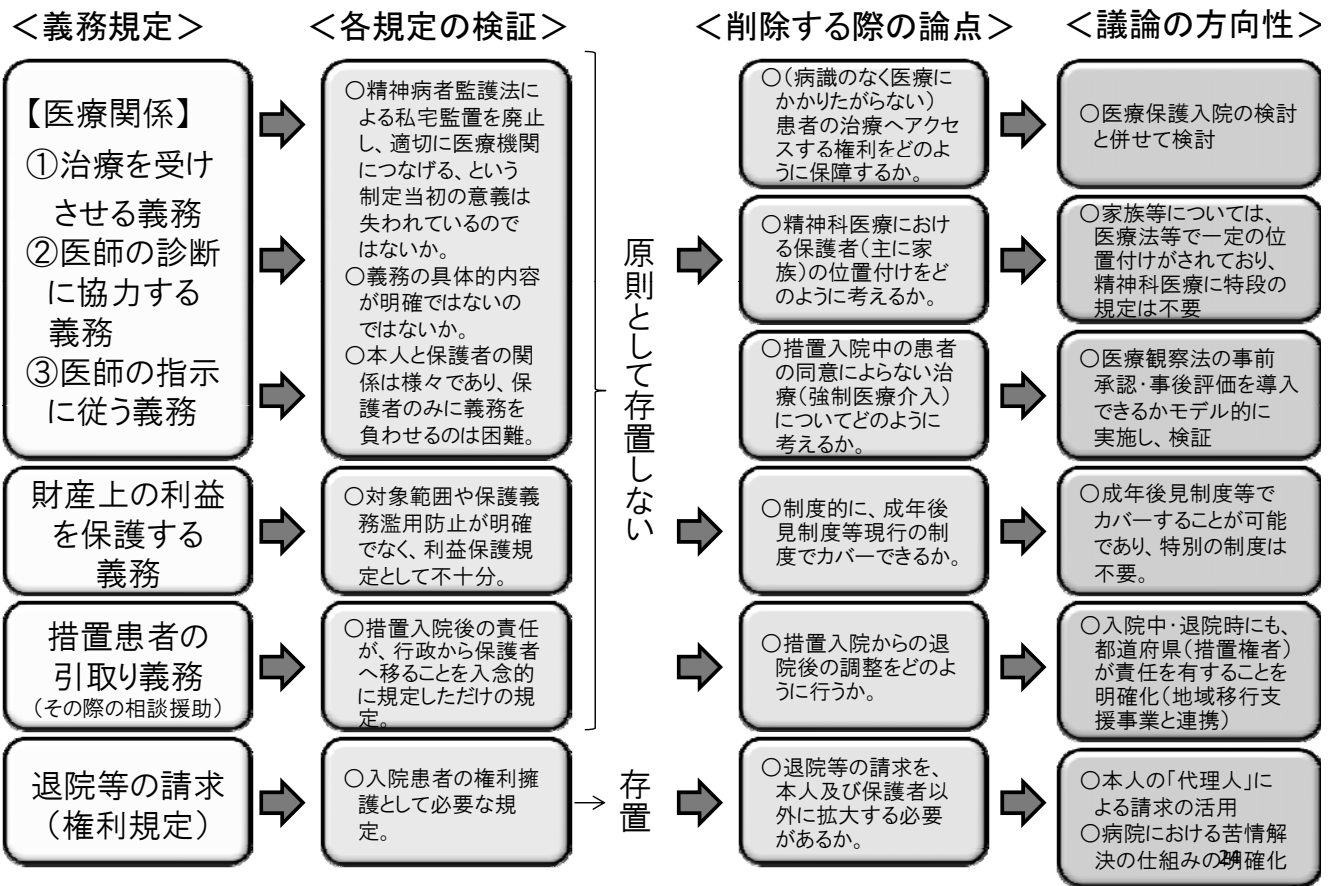 ＜義務規定＞
＜各規定の検証＞
＜削除する際の論点＞
＜議論の方向性＞
【医療関係】
①治療を受け
させる義務
②医師の診断
に協力する
義務
③医師の指示
に従う義務
○精神病者監護法に
よる私宅監置を廃止
し、適切に医療機関
につなげる、という
制定当初の意義は
失われているので
はないか。
○義務の具体的内容
が明確ではないの
ではないか。
○本人と保護者の関
係は様々であり、保
護者のみに義務を
負わせるのは困難。
原則として存置しない
○（病識のなく医療に
かかりたがらない）
患者の治療へアクセ
スする権利をどのよ
うに保障するか。
○医療保護入院の検討
と併せて検討
○精神科医療におけ
る保護者（主に家
族）の位置付けをど
のように考えるか。
○家族等については、
医療法等で一定の位
置付けがされており、
精神科医療に特段の
規定は不要
○措置入院中の患者
の同意によらない治
療（強制医療介入）
についてどのように
考えるか。
○医療観察法の事前
承認・事後評価を導入
できるかモデル的に
実施し、検証
財産上の利益
を保護する
義務
○対象範囲や保護義
務濫用防止が明確
でなく、利益保護規
定として不十分。
○制度的に、成年後
見制度等現行の制
度でカバーできるか。
○成年後見制度等で
カバーすることが可能
であり、特別の制度は
不要。
措置患者の
引取り義務
（その際の相談援助）
○措置入院後の責任
が、行政から保護者
へ移ることを入念的
に規定しただけの規
定。
○措置入院からの退
院後の調整をどのよ
うに行うか。
○入院中・退院時にも、
都道府県（措置権者）
が責任を有することを
明確化（地域移行支
援事業と連携）
退院等の請求
（権利規定）
○入院患者の権利擁
護として必要な規
定。
→
存置
○退院等の請求を、
本人及び保護者以
外に拡大する必要
があるか。
○本人の「代理人」に
よる請求の活用
○病院における苦情解
決の仕組みの明確化
24